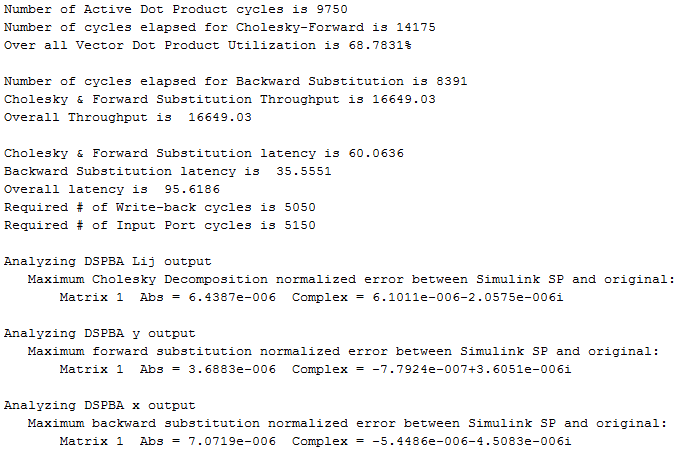 Number of Active Dot Product cycles is 9750
Number of cycles elapsed for Cholesky-Forward is 14175
Over all Vector Dot Product Utilization is 68.7831%
Number of cycles elapsed for Backward Substitution is 8391
Cholesky & Forward Substitution Throughput is 16649.03
Overall Throughput is  16649.03
Cholesky & Forward Substitution latency is 60.0636
Backward Substitution latency is  35.5551
Overall latency is  95.6186
Required # of Write-back cycles is 5050
Required # of Input Port cycles is 5150
Analyzing DSPBA Lij output
   Maximum Cholesky Decomposition normalized error between Simulink SP and original:
       Matrix 1  Abs = 6.4387e-006  Complex = 6.1011e-006-2.0575e-006i
Analyzing DSPBA y output
   Maximum forward substitution normalized error between Simulink SP and original:
       Matrix 1  Abs = 3.6883e-006  Complex = -7.7924e-007+3.6051e-006i
Analyzing DSPBA x output
   Maximum backward substitution normalized error between Simulink SP and original:
       Matrix 1  Abs = 7.0719e-006  Complex = -5.4486e-006-4.5083e-006i